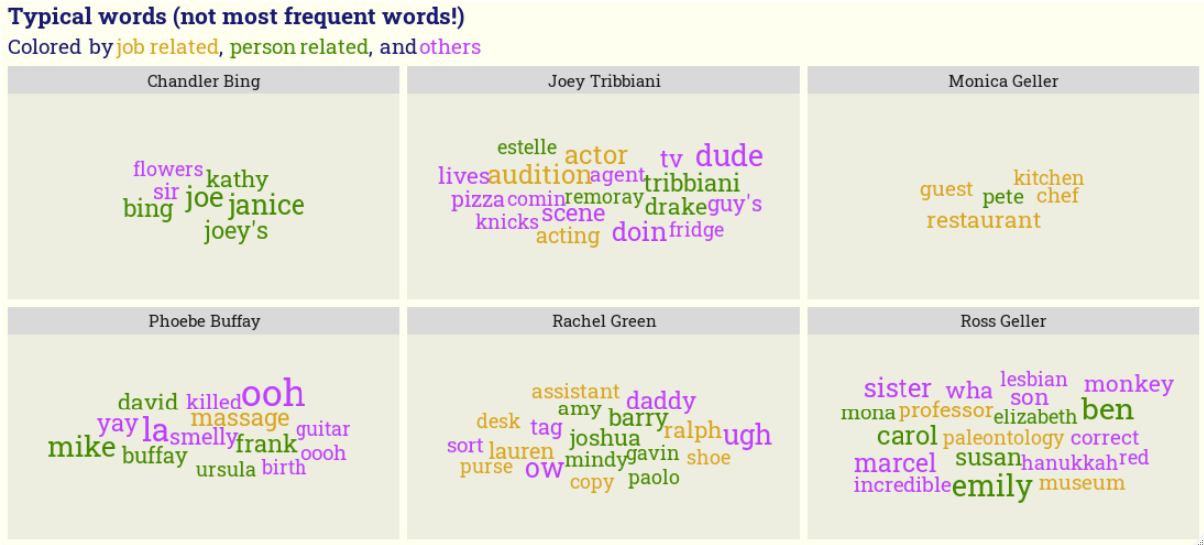 Typical words (not most frequent words!)
Colored by job related, person related, and others
Chandler Bing
flowers
kathy
sir
joe
janice
bing
joey's
Joey Tribbiani
estelle
actor
tv
dude
lives
audition
agent
tribbiani
pizza
comin
remoray
drake
guy's
knicks
scene
acting
doin
fridge
Monica Geller
kitchen
guest
pete
chef
restaurant
Phoebe Buffay
ooh
david
killed
yay
la
massage
guitar
smelly
mike
buffay
frank
oooh
ursula
birth
Rachel Green
assistant
daddy
amy
desk
tag
barry
ralph
ugh
sort
joshua
lauren
mindy
gavin
shoe
purse
ow
copy
paolo
Ross Geller
sister
wha
lesbian
monkey
son
mona
professor
elizabeth
ben
carol
paleontology
correct
marcel
susan
hanukkah
red
incredible
emily
museum